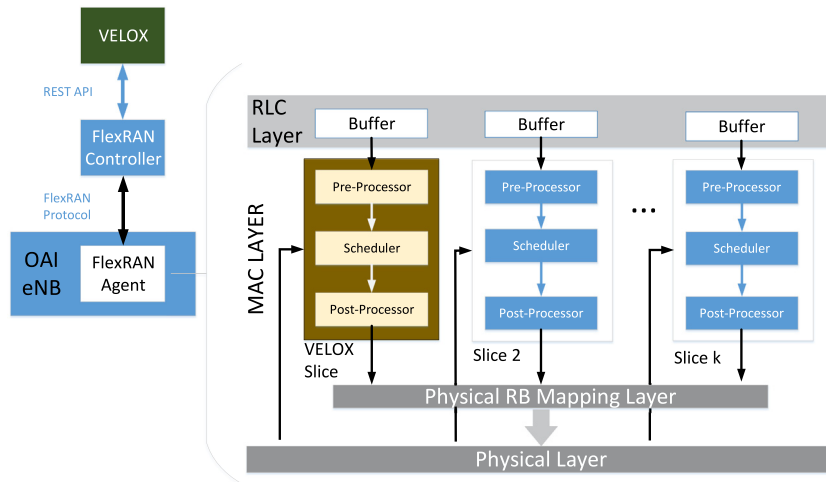 VELOX
REST API
FlexRAN
Controller
FlexRAN
Protocol
OAI
eNB
FlexRAN
Agent
RLC
Layer
Buffer
Buffer
Buffer
MAC LAYER
Pre-Processor
Scheduler
Post-Processor
VELOX
Slice
Pre-Processor
Scheduler
Post-Processor
Slice 2
...
Pre-Processor
Scheduler
Post-Processor
Slice k
Physical RB Mapping Layer
Physical Layer